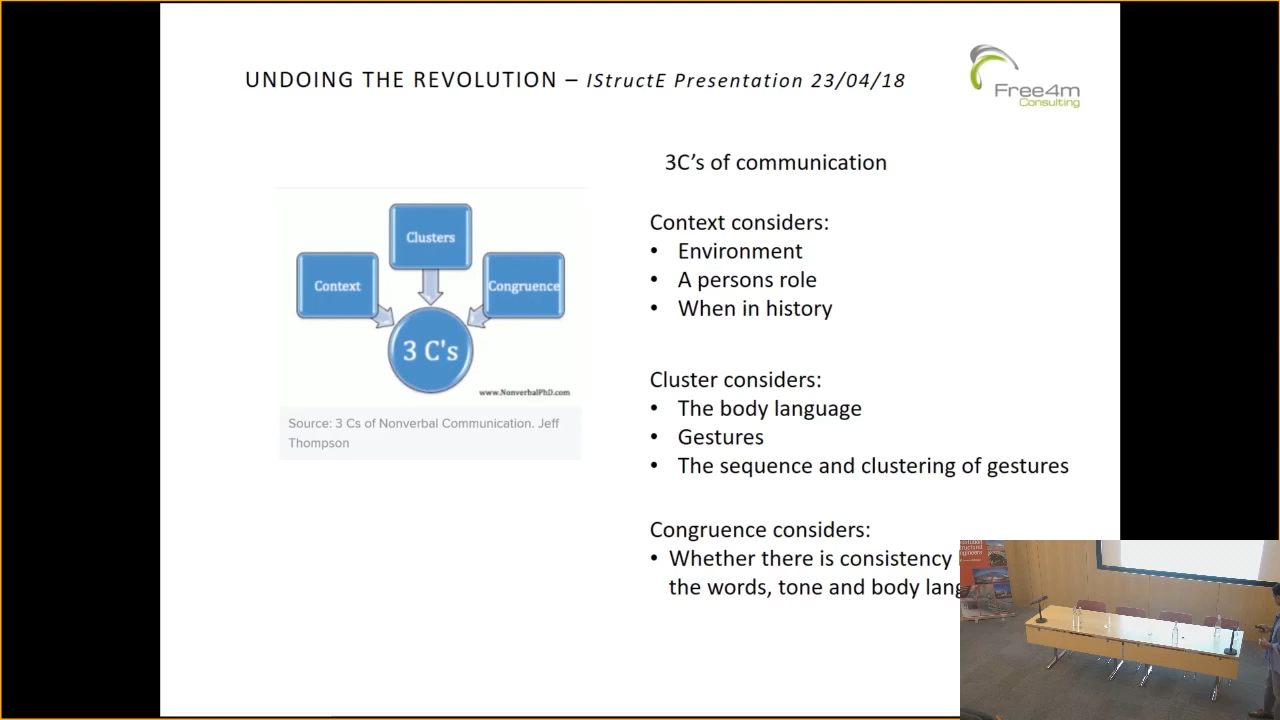 UNDOING THE REVOLUTION – IStructE Presentation 23/04/18
Free4m
Consulting
3C’s of communication
Clusters
Context
Congruence
3 C's
www.NonverbalPhD.com
Source: 3 Cs of Nonverbal Communication. Jeff
Thompson
Context considers:
• Environment
• A persons role
• When in history
Cluster considers:
• The body language
• Gestures
• The sequence and clustering of gestures
Congruence considers:
• Whether there is consistency
the words, tone and body lang